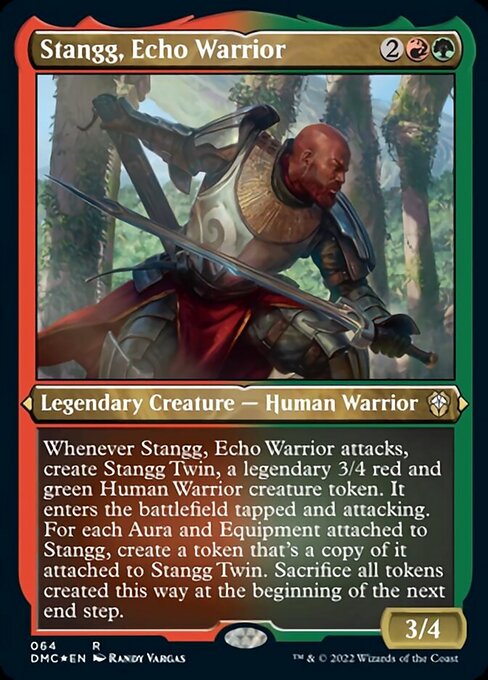 Stangg, Echo Warrior 2
Legendary Creature — Human Warrior
Whenever Stangg, Echo Warrior attacks,
create Stangg Twin, a legendary 3/4 red and
green Human Warrior creature token. It
enters the battlefield tapped and attacking.
For each Aura and Equipment attached to
Stangg, create a token that's a copy of it
attached to Stangg Twin. Sacrifice all tokens
created this way at the beginning of the next
end step.
3/4
064 R
DMC★EN Randy Vargas
™ & © 2022 Wizards of the Coast